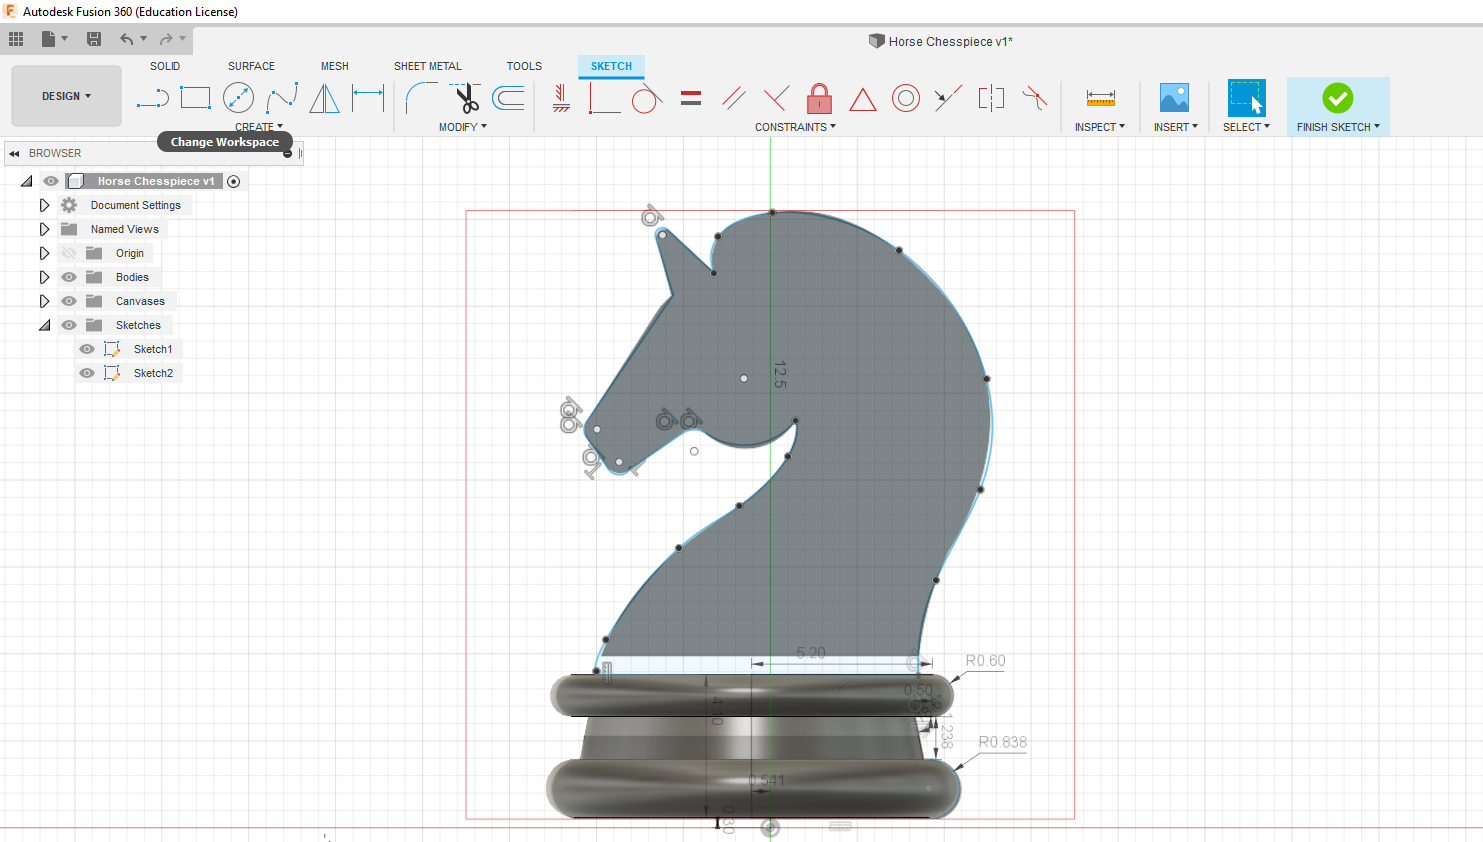 Autodesk Fusion 360 (Education License)
Horse Chesspiece v1*
SOLID SURFACE MESH SHEET METAL TOOLS SKETCH
DESIGN
CREATE MODIFY CONSTRAINTS INSPECT INSERT SELECT FINISH SKETCH
Change Workspace
BROWSER
Horse Chesspiece v1
Document Settings
Named Views
Origin
Bodies
Canvases
Sketches
Sketch1
Sketch2
12.5
5.20
R0.60
0.50
4.10
.238
R0.838
0.541
0.30